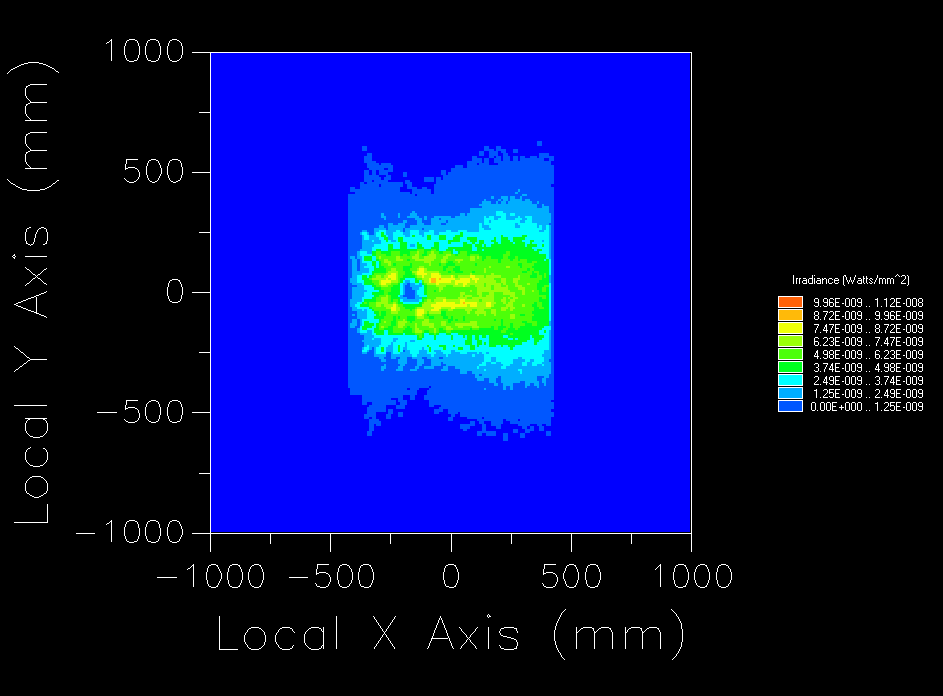 1000
500
0
−500
−1000
Local Y Axis (mm)
−1000 −500 0 500 1000
Local X Axis (mm)
Irradiance (Watts/mm^2)
9.96E-009 .. 1.12E-008
8.72E-009 .. 9.96E-009
7.47E-009 .. 8.72E-009
6.23E-009 .. 7.47E-009
4.98E-009 .. 6.23E-009
3.74E-009 .. 4.98E-009
2.49E-009 .. 3.74E-009
1.25E-009 .. 2.49E-009
0.00E+000 .. 1.25E-009